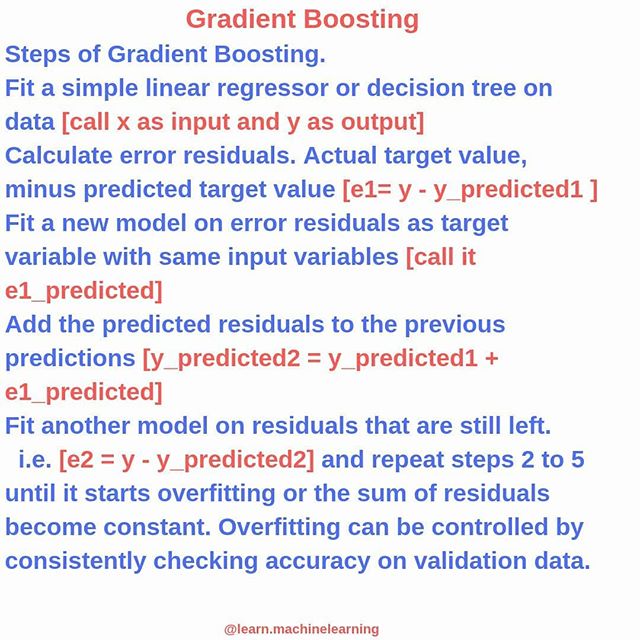 Gradient Boosting
Steps of Gradient Boosting.
Fit a simple linear regressor or decision tree on
data [call x as input and y as output]
Calculate error residuals. Actual target value,
minus predicted target value [e1= y - y_predicted1 ]
Fit a new model on error residuals as target
variable with same input variables [call it
e1_predicted]
Add the predicted residuals to the previous
predictions [y_predicted2 = y_predicted1 +
e1_predicted]
Fit another model on residuals that are still left.
i.e. [e2 = y - y_predicted2] and repeat steps 2 to 5
until it starts overfitting or the sum of residuals
become constant. Overfitting can be controlled by
consistently checking accuracy on validation data.
@learn.machinelearning